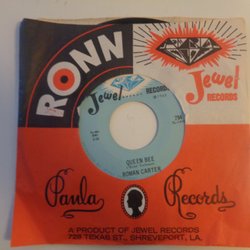 RONN
Jewel
RECORDS
Jewel
RECORDS
QUEEN BEE
ROMAN CARTER
Paula
Records
A PRODUCT OF JEWEL RECORDS
728 TEXAS ST., SHREVEPORT, LA.